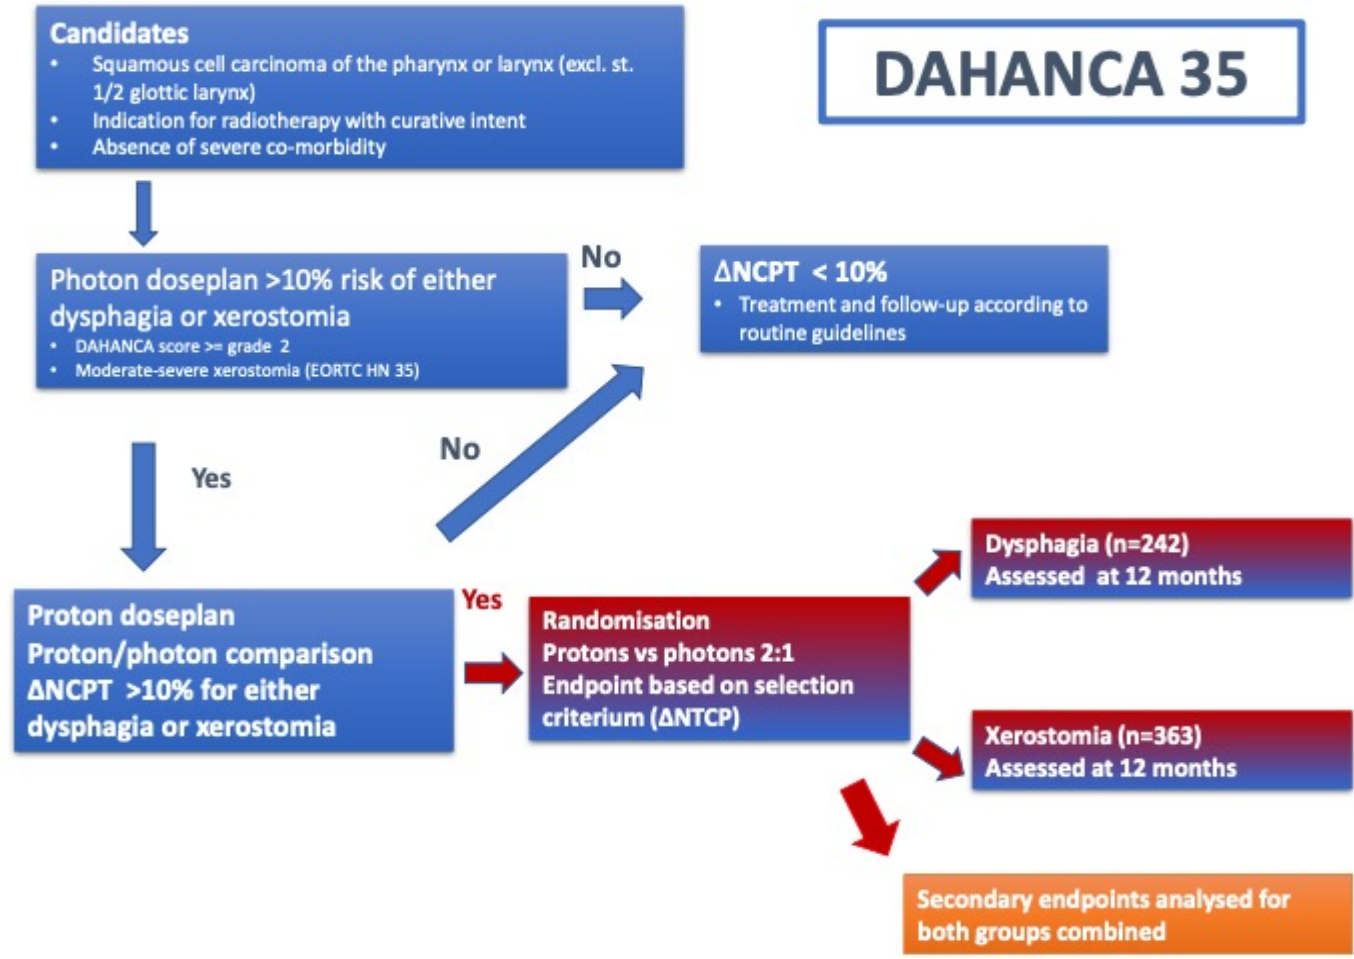 DAHANCA 35
Candidates
• Squamous cell carcinoma of the pharynx or larynx (excl. st.
1/2 glottic larynx)
• Indication for radiotherapy with curative intent
• Absence of severe co-morbidity
Photon doseplan >10% risk of either
dysphagia or xerostomia
• DAHANCA score >= grade 2
• Moderate-severe xerostomia (EORTC HN 35)
No
ΔNCPT < 10%
• Treatment and follow-up according to
routine guidelines
No
Yes
Proton doseplan
Proton/photon comparison
ΔNCPT >10% for either
dysphagia or xerostomia
Yes
Randomisation
Protons vs photons 2:1
Endpoint based on selection
criterium (ΔNTCP)
Dysphagia (n=242)
Assessed at 12 months
Xerostomia (n=363)
Assessed at 12 months
Secondary endpoints analysed for
both groups combined